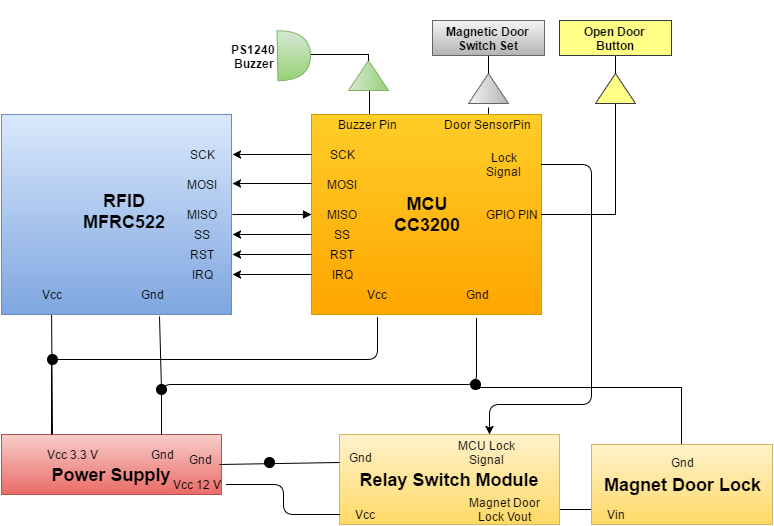 PS1240
Buzzer
Magnetic Door
Switch Set
Open Door
Button
RFID
MFRC522
SCK
MOSI
MISO
SS
RST
IRQ
Vcc
Gnd
Buzzer Pin
Door SensorPin
SCK
MOSI
MISO
SS
RST
IRQ
Lock
Signal
GPIO PIN
MCU
CC3200
Vcc
Gnd
Vcc 3.3 V
Gnd
Gnd
Power Supply
Vcc 12 V
Gnd
MCU Lock
Signal
Relay Switch Module
Vcc
Magnet Door
Lock Vout
Gnd
Magnet Door Lock
Vin